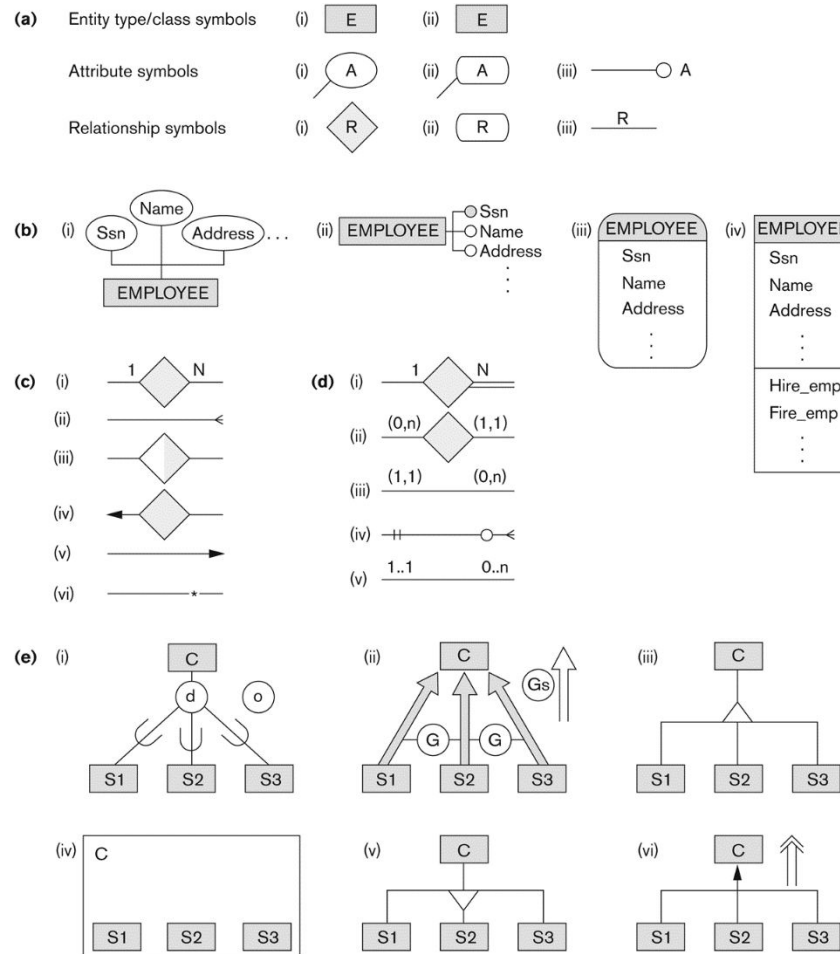 (a) Entity type/class symbols (i) E (ii) E
Attribute symbols (i) A (ii) A (iii) A
Relationship symbols (i) R (ii) R (iii) R
(b) (i) Ssn Name Address ...
EMPLOYEE
(ii) EMPLOYEE Ssn
Name
Address
(iii) EMPLOYEE
Ssn
Name
Address
(iv)
Ssn
Name
Address
Hire_emp
Fire_emp
(c) (i) 1 N
(ii)
(iii)
(iv)
(v)
(vi) *
(d) (i) 1 N
(ii) (0,n) (1,1)
(iii) (1,1) (0,n)
(iv)
(v) 1..1 0..n
(e) (i) C
d o
S1 S2 S3
(ii) C
Gs
G G
S1 S2 S3
(iii) C
S1 S2 S3
(iv) C
S1 S2 S3
(v) C
S1 S2 S3
(vi) C
S1 S2 S3